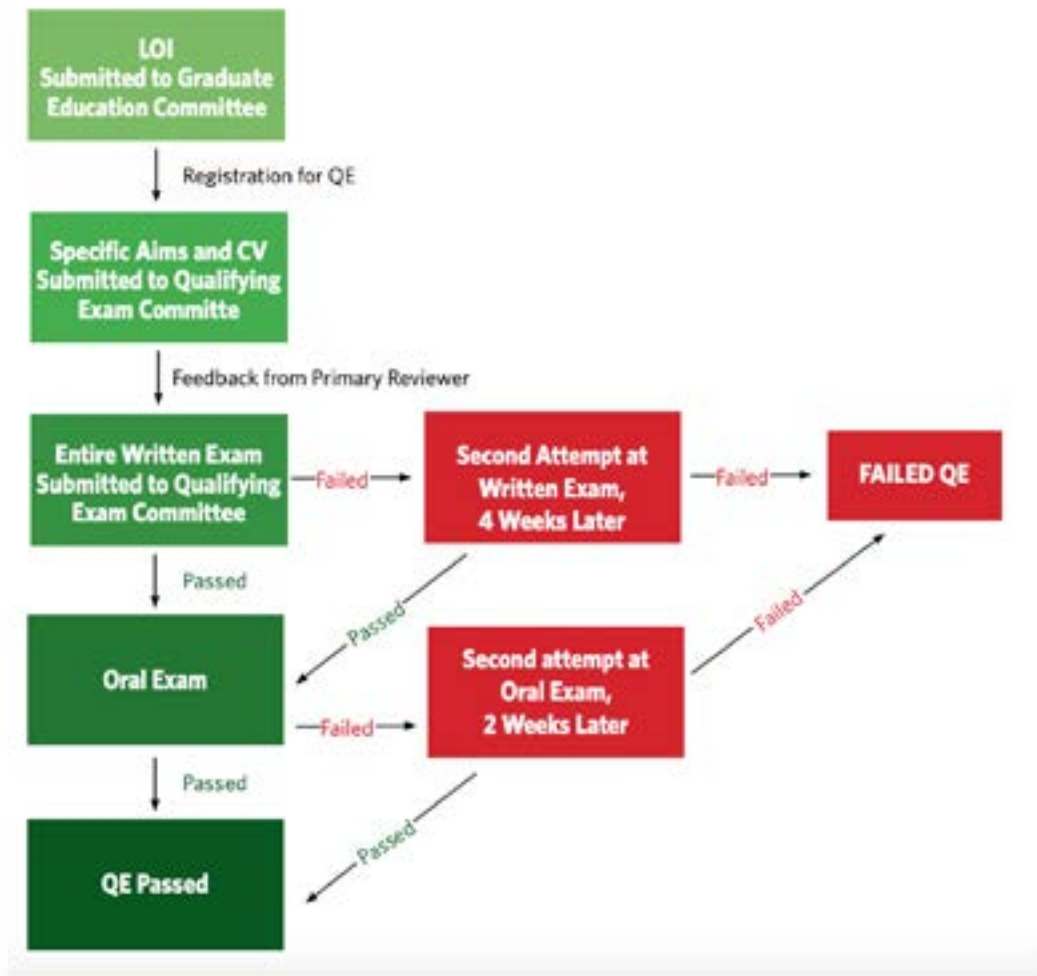 LOI
Submitted to Graduate
Education Committee
Registration for QE
Specific Aims and CV
Submitted to Qualifying
Exam Committe
Feedback from Primary Reviewer
Entire Written Exam
Submitted to Qualifying
Exam Committee
Failed
Second Attempt at
Written Exam,
4 Weeks Later
Failed
FAILED QE
Passed
Passed
Failed
Oral Exam
Second attempt at
Oral Exam,
2 Weeks Later
Failed
Passed
Passed
QE Passed